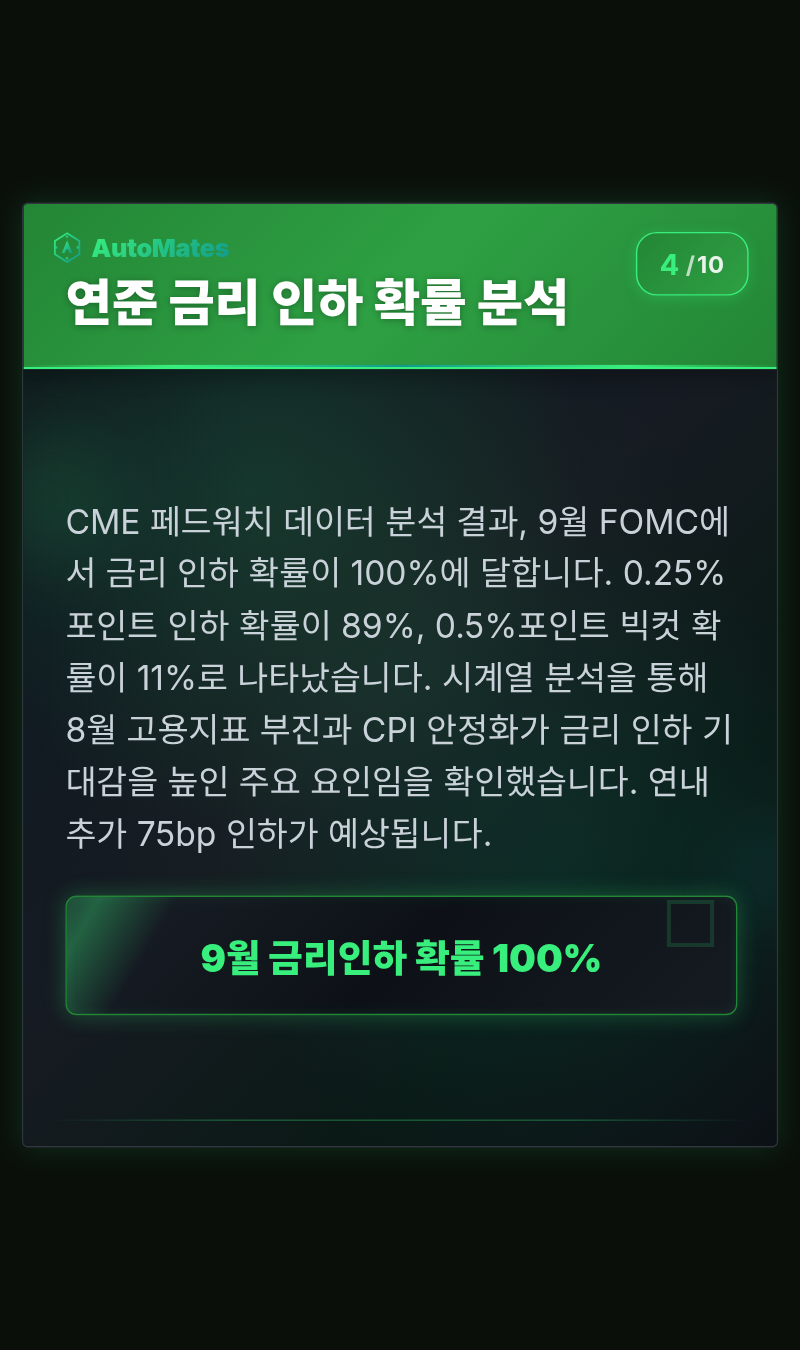 AutoMates
4 /10
연준 금리 인하 확률 분석
CME 페드워치 데이터 분석 결과, 9월 FOMC에
서 금리 인하 확률이 100%에 달합니다. 0.25%
포인트 인하 확률이 89%, 0.5%포인트 빅컷 확
률이 11%로 나타났습니다. 시계열 분석을 통해
8월 고용지표 부진과 CPI 안정화가 금리 인하 기
대감을 높인 주요 요인임을 확인했습니다. 연내
추가 75bp 인하가 예상됩니다.
9월 금리인하 확률 100%